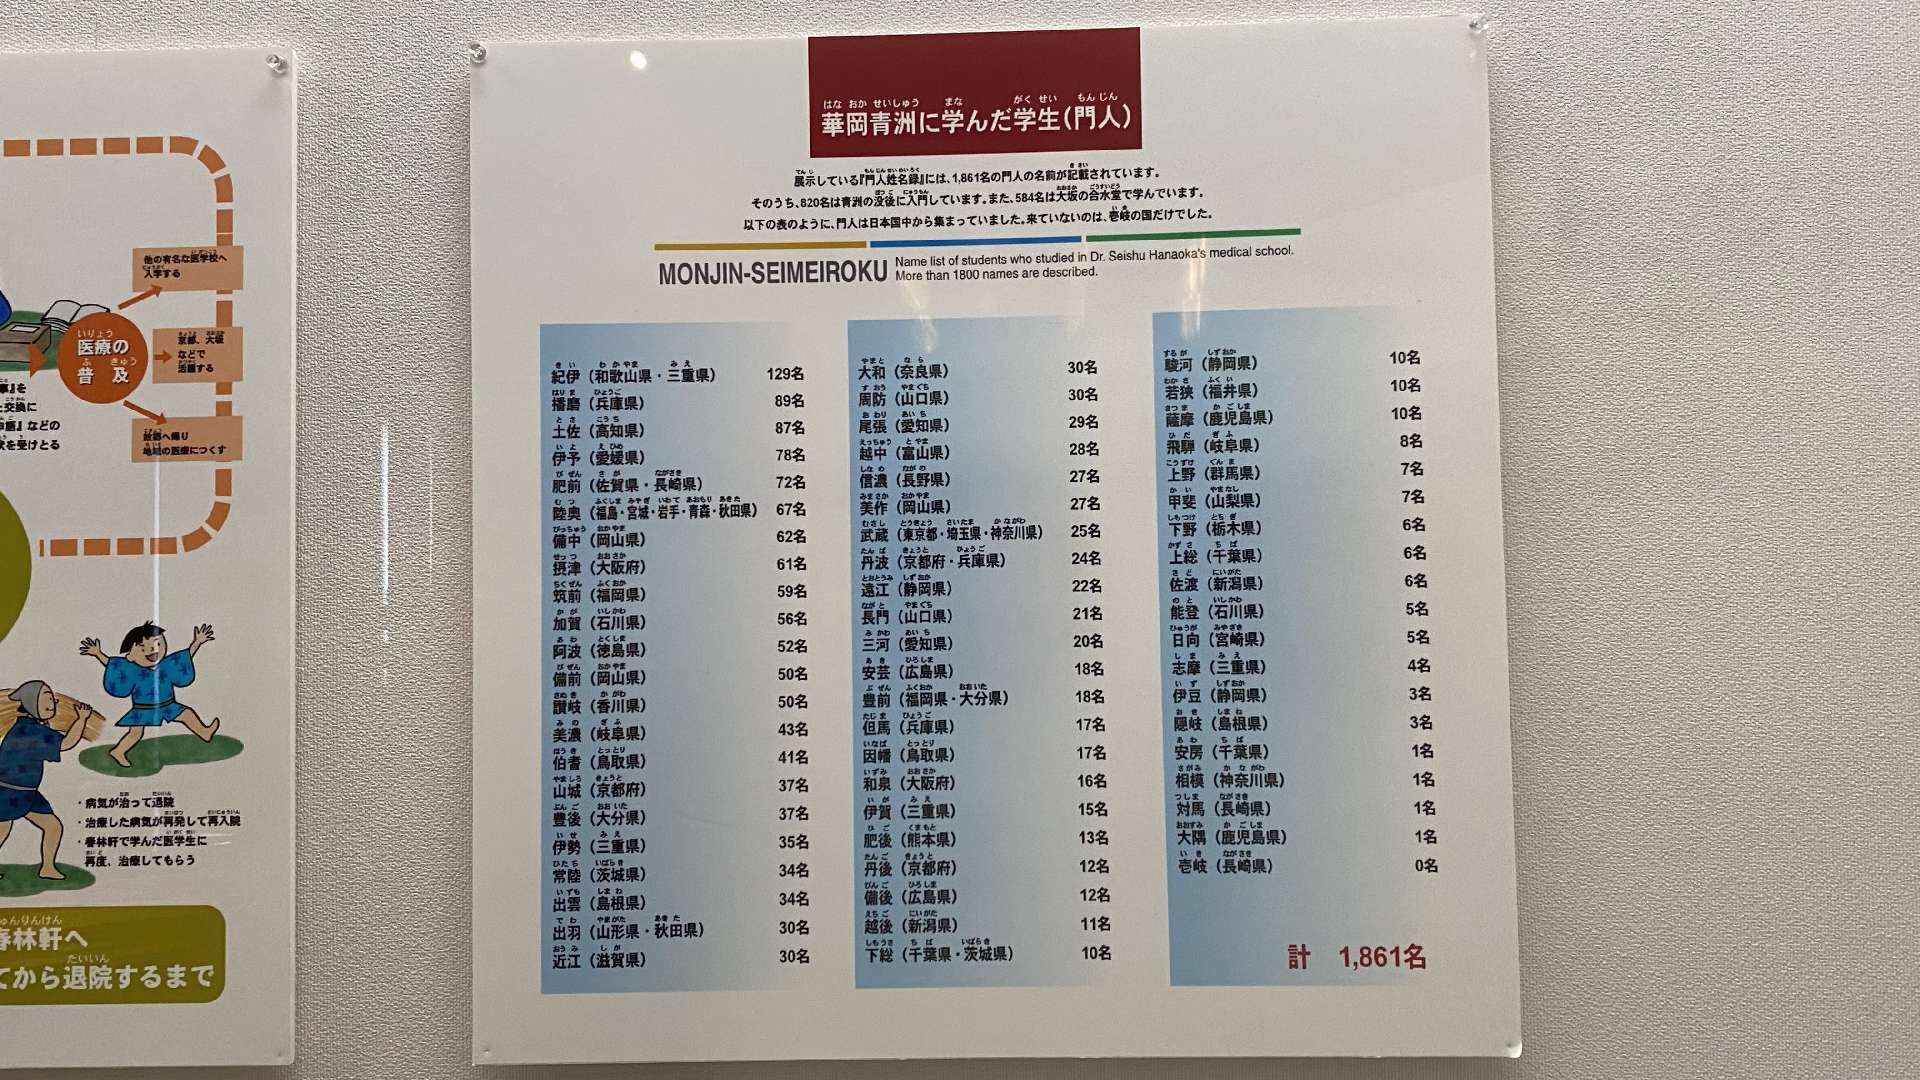 他の有名な医学校へ
入学する
医療の
普及
京都、大坂
などで
活躍する
故郷へ帰り
地域の医療につくす
・病気が治って退院
・治療した病気が再発して再入院
・春林軒で学んだ医学生に
再度、治療してもらう
春林軒へ
てから退院するまで
華岡青洲に学んだ学生(門人)
展示している『門人姓名録』には、1,861名の門人の名前が記載されています。
そのうち、820名は青洲の没後に入門しています。また、584名は大坂の合水堂で学んでいます。
以下の表のように、門人は日本国中から集まっていました。来ていないのは、壱岐の国だけでした。
MONJIN-SEIMEIROKU
Name list of students who studied in Dr. Seishu Hanaoka's medical school.
More than 1800 names are described.
紀伊(和歌山県・三重県) 129名
播磨(兵庫県) 89名
土佐(高知県) 87名
伊予(愛媛県) 78名
肥前(佐賀県・長崎県) 72名
陸奥(福島・宮城・岩手・青森・秋田県) 67名
備中(岡山県) 62名
摂津(大阪府) 61名
筑前(福岡県) 59名
加賀(石川県) 56名
阿波(徳島県) 52名
備前(岡山県) 50名
讃岐(香川県) 50名
美濃(岐阜県) 43名
伯耆(鳥取県) 41名
山城(京都府) 37名
豊後(大分県) 37名
伊勢(三重県) 35名
常陸(茨城県) 34名
出雲(島根県) 34名
出羽(山形県・秋田県) 30名
近江(滋賀県) 30名
大和(奈良県) 30名
周防(山口県) 30名
尾張(愛知県) 29名
越中(富山県) 28名
信濃(長野県) 27名
美作(岡山県) 27名
武蔵(東京都・埼玉県・神奈川県) 25名
丹波(京都府・兵庫県) 24名
遠江(静岡県) 22名
長門(山口県) 21名
三河(愛知県) 20名
安芸(広島県) 18名
豊前(福岡県・大分県) 18名
但馬(兵庫県) 17名
因幡(鳥取県) 17名
和泉(大阪府) 16名
伊賀(三重県) 15名
肥後(熊本県) 13名
丹後(京都府) 12名
備後(広島県) 12名
越後(新潟県) 11名
下総(千葉県・茨城県) 10名
駿河(静岡県) 10名
若狭(福井県) 10名
薩摩(鹿児島県) 10名
飛騨(岐阜県) 8名
上野(群馬県) 7名
甲斐(山梨県) 7名
下野(栃木県) 6名
上総(千葉県) 6名
佐渡(新潟県) 6名
能登(石川県) 5名
日向(宮崎県) 5名
志摩(三重県) 4名
伊豆(静岡県) 3名
隠岐(島根県) 3名
安房(千葉県) 1名
相模(神奈川県) 1名
対馬(長崎県) 1名
大隅(鹿児島県) 1名
壱岐(長崎県) 0名
計 1,861名